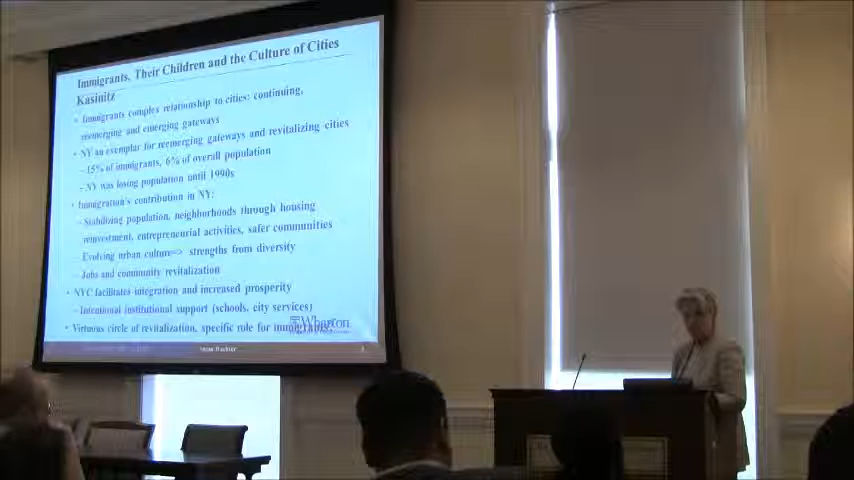 Immigrants, Their Children and the Culture of Cities
Kasinitz
• Immigrants complex relationship to cities: continuing,
reemerging and emerging gateways
• NY an exemplar for reemerging gateways and revitalizing cities
– 15% of immigrants, 6% of overall population
– NY was losing population until 1990s
• Immigration's contribution in NY:
– Stabilizing population, neighborhoods through housing
reinvestment, entrepreneurial activities, safer communities
– Evolving urban culture=> strengths from diversity
– Jobs and community revitalization
• NYC facilitates integration and increased prosperity
– Intentional institutional support (schools, city services)
• Virtuous circle of revitalization, specific role for immigrants.
Wharton